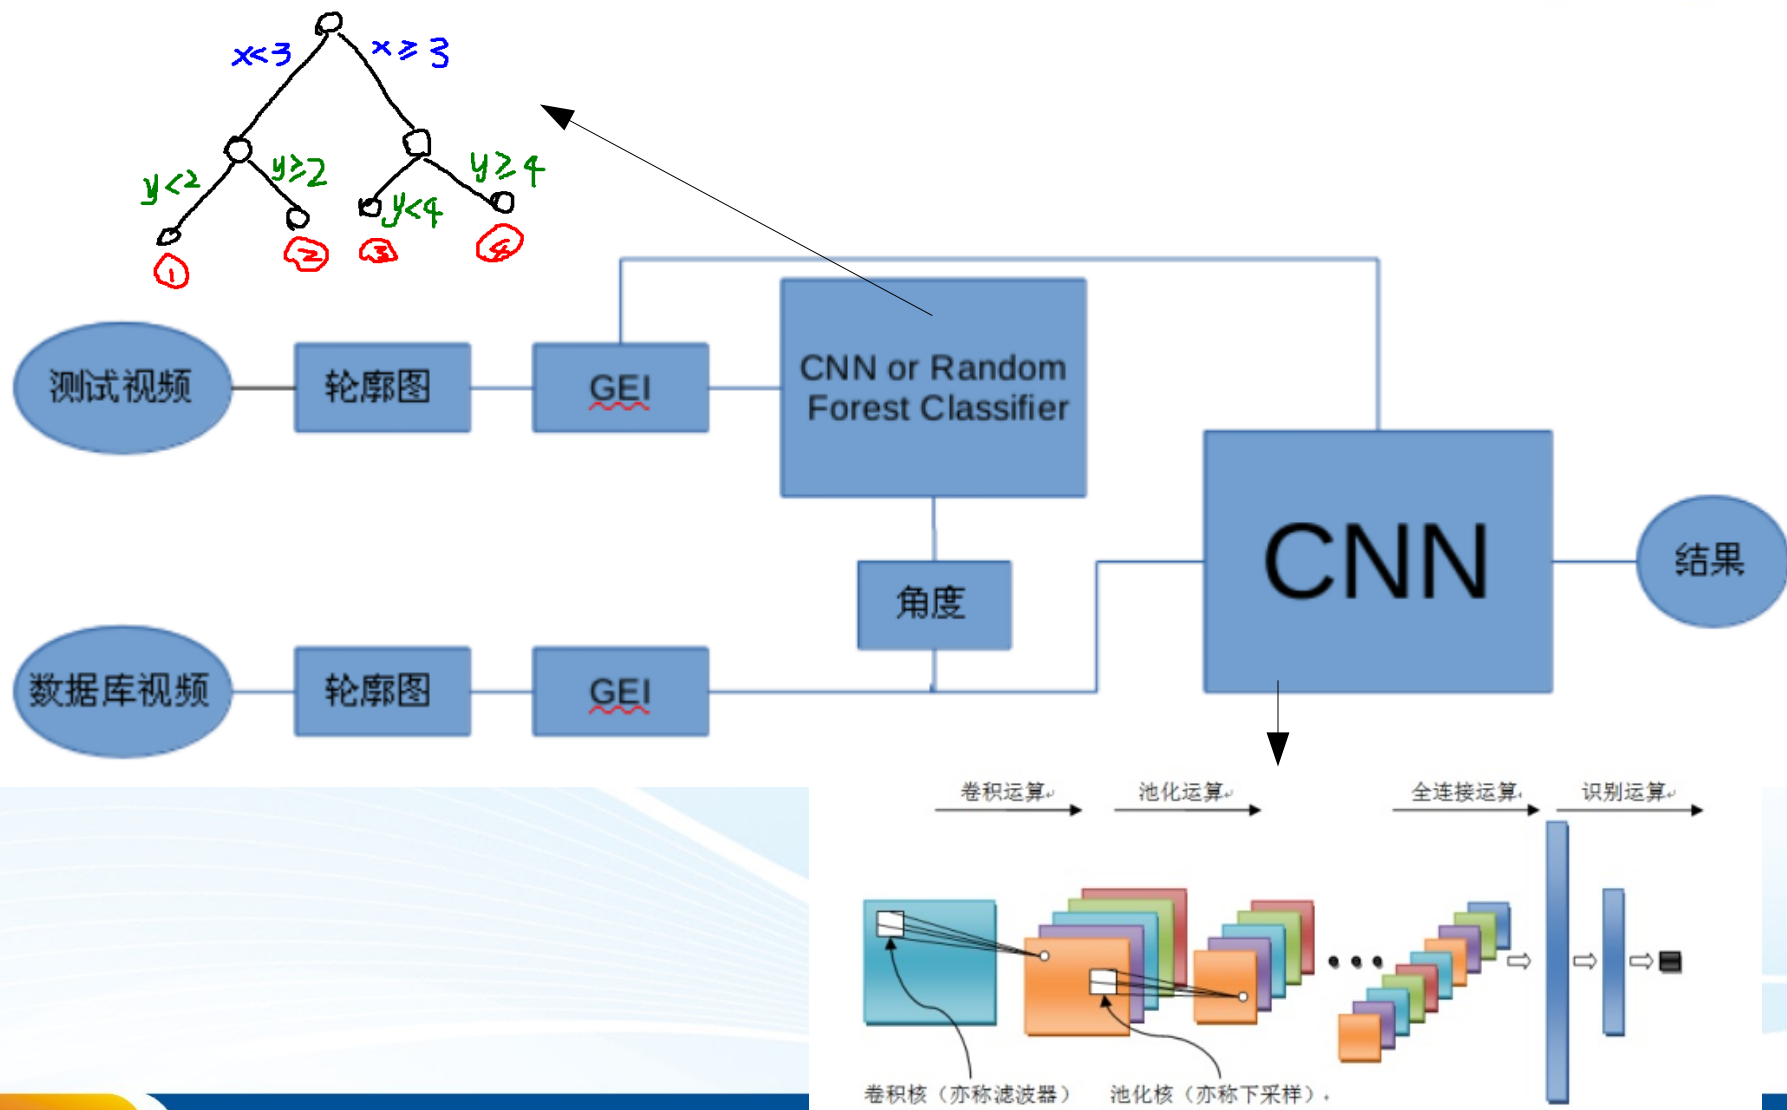 x<3
x≥3
y<2
y≥2
y<4
y≥4
①
②
③
④
测试视频
轮廓图
GEI
CNN or Random
Forest Classifier
角度
CNN
结果
数据库视频
轮廓图
GEI
卷积运算
池化运算
全连接运算
识别运算
卷积核（亦称滤波器）
池化核（亦称下采样）